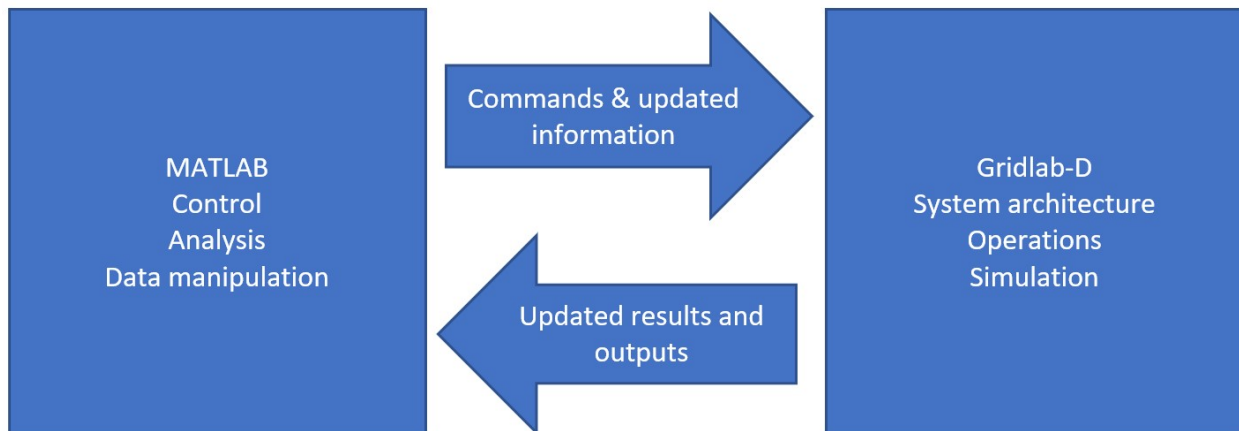 MATLAB
Control
Analysis
Data manipulation
Commands & updated
information
Updated results and
outputs
Gridlab-D
System architecture
Operations
Simulation